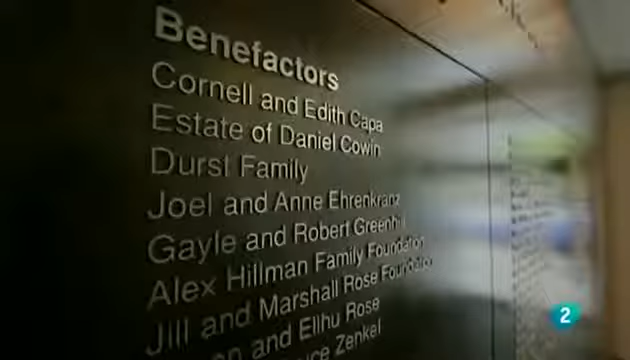 Benefactors
Cornell and Edith Capa
Estate of Daniel Cowin
Durst Family
Joel and Anne Ehrenkranz
Gayle and Robert Greenhill
Alex Hillman Family Foundation
Jill and Marshall Rose Foundation
and Elihu Rose
Zenkel
2